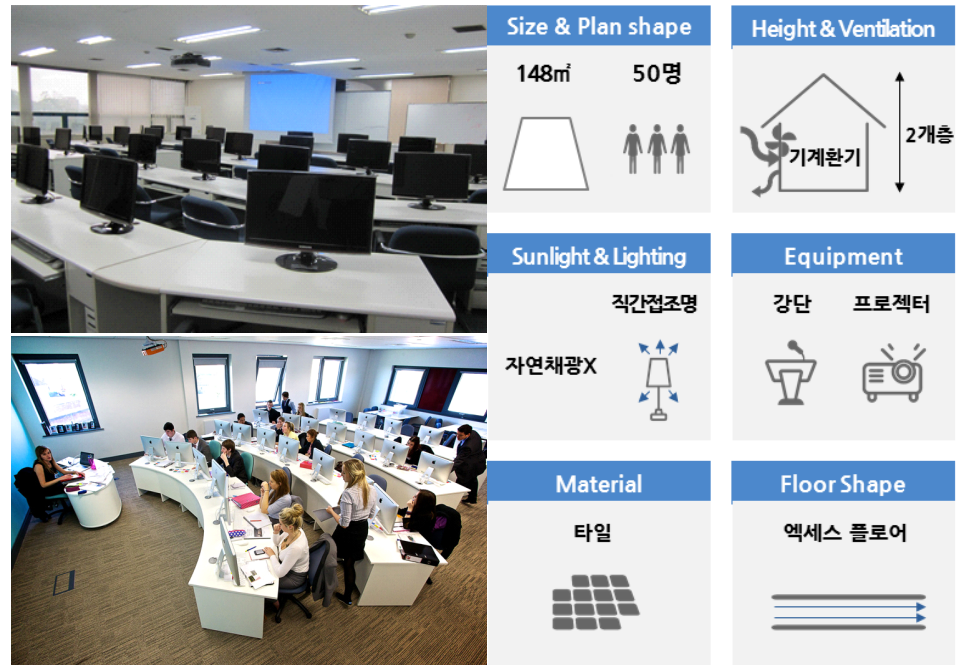 Size & Plan shape
148㎡ 50명
Height & Ventilation
2개층
기계환기
Sunlight & Lighting
직간접조명
자연채광X
Equipment
강단 프로젝터
Material
타일
Floor Shape
엑세스 플로어